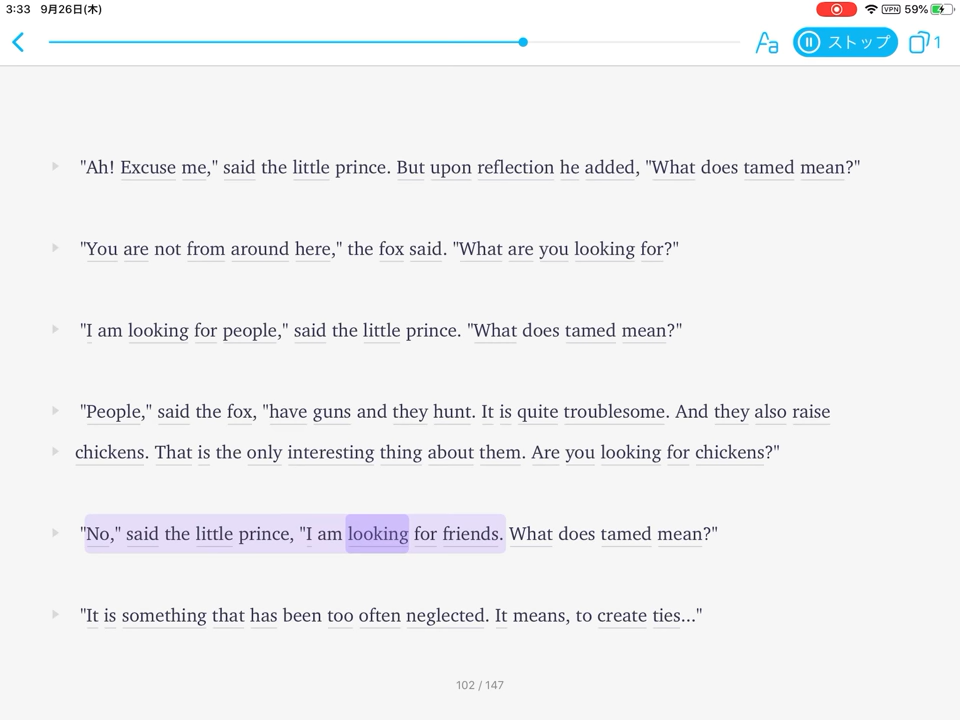 3:33 9月26日(木) VPN 59%
ストップ 1
"Ah! Excuse me," said the little prince. But upon reflection he added, "What does tamed mean?"
"You are not from around here," the fox said. "What are you looking for?"
"I am looking for people," said the little prince. "What does tamed mean?"
"People," said the fox, "have guns and they hunt. It is quite troublesome. And they also raise
chickens. That is the only interesting thing about them. Are you looking for chickens?"
"No," said the little prince, "I am looking for friends. What does tamed mean?"
"It is something that has been too often neglected. It means, to create ties..."
102 / 147